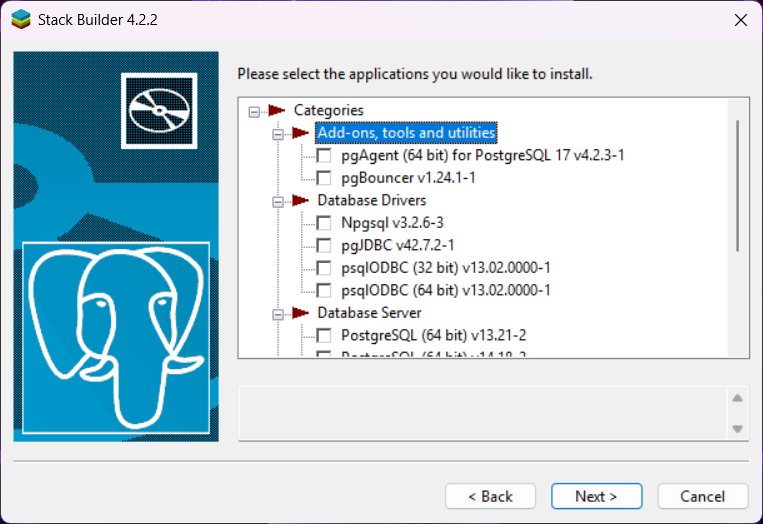 Stack Builder 4.2.2
Please select the applications you would like to install.
Categories
Add-ons, tools and utilities
pgAgent (64 bit) for PostgreSQL 17 v4.2.3-1
pgBouncer v1.24.1-1
Database Drivers
Npgsql v3.2.6-3
pgJDBC v42.7.2-1
psqlODBC (32 bit) v13.02.0000-1
psqlODBC (64 bit) v13.02.0000-1
Database Server
PostgreSQL (64 bit) v13.21-2
PostgreSQL (64 bit)
< Back
Next >
Cancel